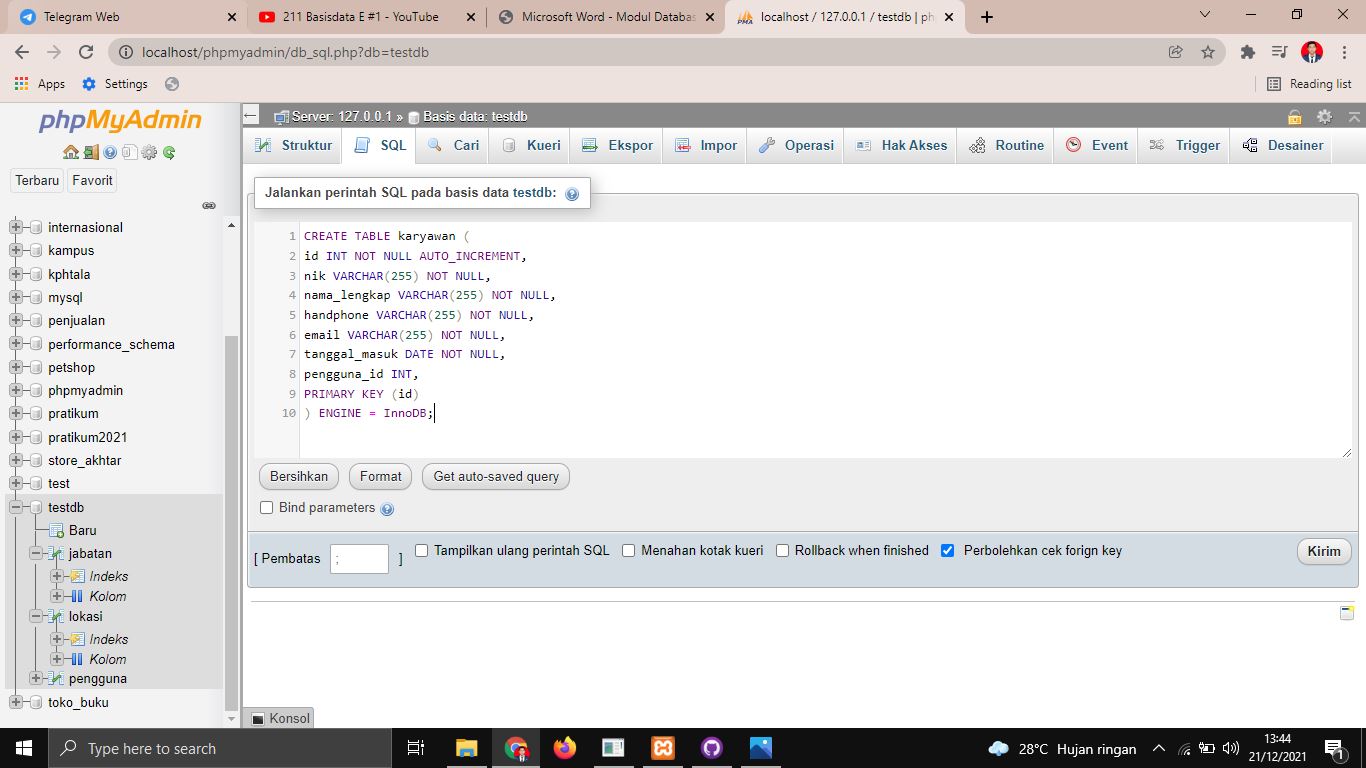 Telegram Web
211 Basisdata E #1 - YouTube
Microsoft Word - Modul Databas
localhost / 127.0.0.1 / testdb | ph
localhost/phpmyadmin/db_sql.php?db=testdb
Apps
Settings
Reading list
phpMyAdmin
Terbaru
Favorit
internasional
kampus
kphtala
mysql
penjualan
performance_schema
petshop
phpmyadmin
pratikum
pratikum2021
store_akhtar
test
testdb
Baru
jabatan
Indeks
Kolom
lokasi
Indeks
Kolom
pengguna
toko_buku
Server: 127.0.0.1 » Basis data: testdb
Struktur
SQL
Cari
Kueri
Ekspor
Impor
Operasi
Hak Akses
Routine
Event
Trigger
Desainer
Jalankan perintah SQL pada basis data testdb:
1 CREATE TABLE karyawan (
2 id INT NOT NULL AUTO_INCREMENT,
3 nik VARCHAR(255) NOT NULL,
4 nama_lengkap VARCHAR(255) NOT NULL,
5 handphone VARCHAR(255) NOT NULL,
6 email VARCHAR(255) NOT NULL,
7 tanggal_masuk DATE NOT NULL,
8 pengguna_id INT,
9 PRIMARY KEY (id)
10 ) ENGINE = InnoDB;
Bersihkan
Format
Get auto-saved query
Bind parameters
[ Pembatas ; ]
Tampilkan ulang perintah SQL
Menahan kotak kueri
Rollback when finished
Perbolehkan cek forign key
Kirim
Konsol
Type here to search
28°C Hujan ringan
13:44
21/12/2021
1